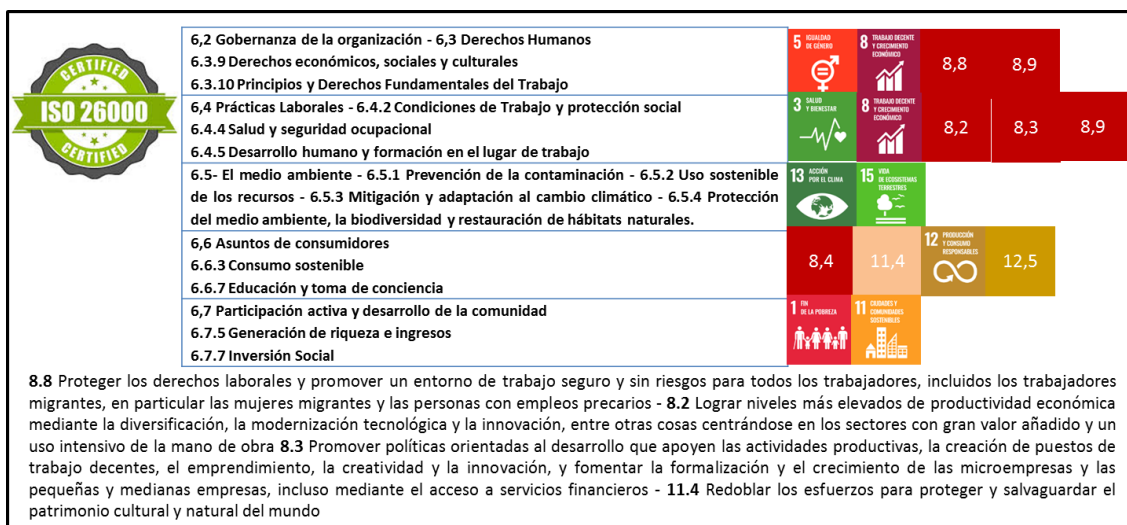 CERTIFIED
ISO 26000
CERTIFIED
6,2 Gobernanza de la organización - 6,3 Derechos Humanos
6.3.9 Derechos económicos, sociales y culturales
6.3.10 Principios y Derechos Fundamentales del Trabajo
5 IGUALDAD
DE GÉNERO
8 TRABAJO DECENTE
Y CRECIMIENTO
ECONÓMICO
8,8
8,9
6,4 Prácticas Laborales - 6.4.2 Condiciones de Trabajo y protección social
6.4.4 Salud y seguridad ocupacional
6.4.5 Desarrollo humano y formación en el lugar de trabajo
3 SALUD
Y BIENESTAR
8 TRABAJO DECENTE
Y CRECIMIENTO
ECONÓMICO
8,2
8,3
8,9
6.5- El medio ambiente - 6.5.1 Prevención de la contaminación - 6.5.2 Uso sostenible
de los recursos - 6.5.3 Mitigación y adaptación al cambio climático - 6.5.4 Protección
del medio ambiente, la biodiversidad y restauración de hábitats naturales.
13 ACCIÓN
POR EL CLIMA
15 VIDA
DE ECOSISTEMAS
TERRESTRES
6,6 Asuntos de consumidores
6.6.3 Consumo sostenible
6.6.7 Educación y toma de conciencia
8,4
11,4
12 PRODUCCIÓN
Y CONSUMO
RESPONSABLES
12,5
6,7 Participación activa y desarrollo de la comunidad
6.7.5 Generación de riqueza e ingresos
6.7.7 Inversión Social
1 FIN
DE LA POBREZA
11 CIUDADES Y
COMUNIDADES
SOSTENIBLES
8.8 Proteger los derechos laborales y promover un entorno de trabajo seguro y sin riesgos para todos los trabajadores, incluidos los trabajadores
migrantes, en particular las mujeres migrantes y las personas con empleos precarios - 8.2 Lograr niveles más elevados de productividad económica
mediante la diversificación, la modernización tecnológica y la innovación, entre otras cosas centrándose en los sectores con gran valor añadido y un
uso intensivo de la mano de obra 8.3 Promover políticas orientadas al desarrollo que apoyen las actividades productivas, la creación de puestos de
trabajo decentes, el emprendimiento, la creatividad y la innovación, y fomentar la formalización y el crecimiento de las microempresas y las
pequeñas y medianas empresas, incluso mediante el acceso a servicios financieros - 11.4 Redoblar los esfuerzos para proteger y salvaguardar el
patrimonio cultural y natural del mundo